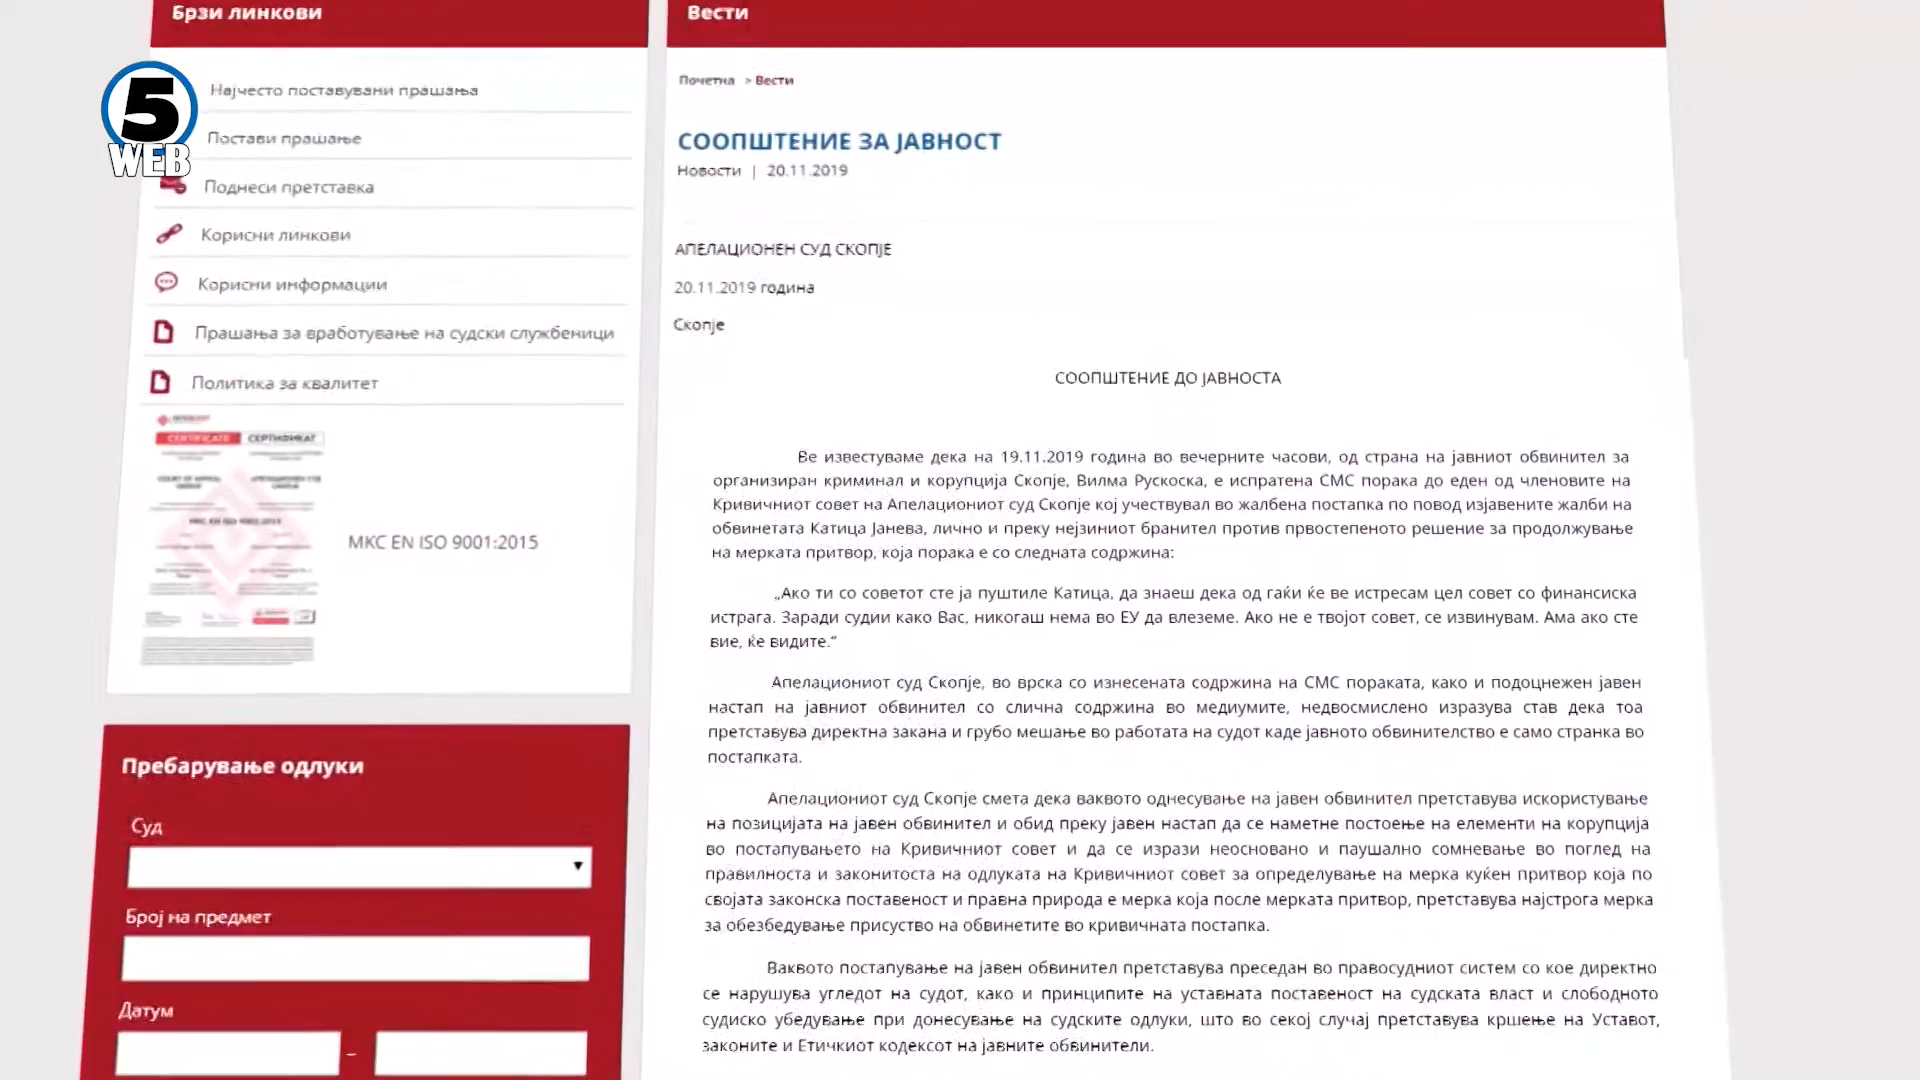 Брзи линкови
Најчесто поставувани прашања
Постави прашање
Поднеси претставка
Корисни линкови
Корисни информации
Прашања за вработување на судски службеници
Политика за квалитет
CERTIFICATE СЕРТИФИКАТ
МКС EN ISO 9001:2015
Пребарување одлуки
Суд
Број на предмет
Датум
–
5
WEB
Вести
Почетна > Вести
СООПШТЕНИЕ ЗА ЈАВНОСТ
Новости | 20.11.2019
АПЕЛАЦИОНЕН СУД СКОПЈЕ
20.11.2019 година
Скопје
СООПШТЕНИЕ ДО ЈАВНОСТА
Ве известуваме дека на 19.11.2019 година во вечерните часови, од страна на јавниот обвинител за
организиран криминал и корупција Скопје, Вилма Рускоска, е испратена СМС порака до еден од членовите на
Кривичниот совет на Апелациониот суд Скопје кој учествувал во жалбена постапка по повод изјавените жалби на
обвинетата Катица Јанева, лично и преку нејзиниот бранител против првостепеното решение за продолжување
на мерката притвор, која порака е со следната содржина:
„Ако ти со советот сте ја пуштиле Катица, да знаеш дека од гаќи ќе ве истресам цел совет со финансиска
истрага. Заради судии како Вас, никогаш нема во ЕУ да влеземе. Ако не е твојот совет, се извинувам. Ама ако сте
вие, ќе видите.“
Апелациониот суд Скопје, во врска со изнесената содржина на СМС пораката, како и подоцнежен јавен
настап на јавниот обвинител со слична содржина во медиумите, недвосмислено изразува став дека тоа
претставува директна закана и грубо мешање во работата на судот каде јавното обвинителство е само странка во
постапката.
Апелациониот суд Скопје смета дека ваквото однесување на јавен обвинител претставува искористување
на позицијата на јавен обвинител и обид преку јавен настап да се наметне постоење на елементи на корупција
во постапувањето на Кривичниот совет и да се изрази неосновано и паушално сомневање во поглед на
правилноста и законитоста на одлуката на Кривичниот совет за определување на мерка куќен притвор која по
својата законска поставеност и правна природа е мерка која после мерката притвор, претставува најстрога мерка
за обезбедување присуство на обвинетите во кривичната постапка.
Ваквото постапување на јавен обвинител претставува преседан во правосудниот систем со кое директно
се нарушува угледот на судот, како и принципите на уставната поставеност на судската власт и слободното
судиско убедување при донесување на судските одлуки, што во секој случај претставува кршење на Уставот,
законите и Етичкиот кодексот на јавните обвинители.